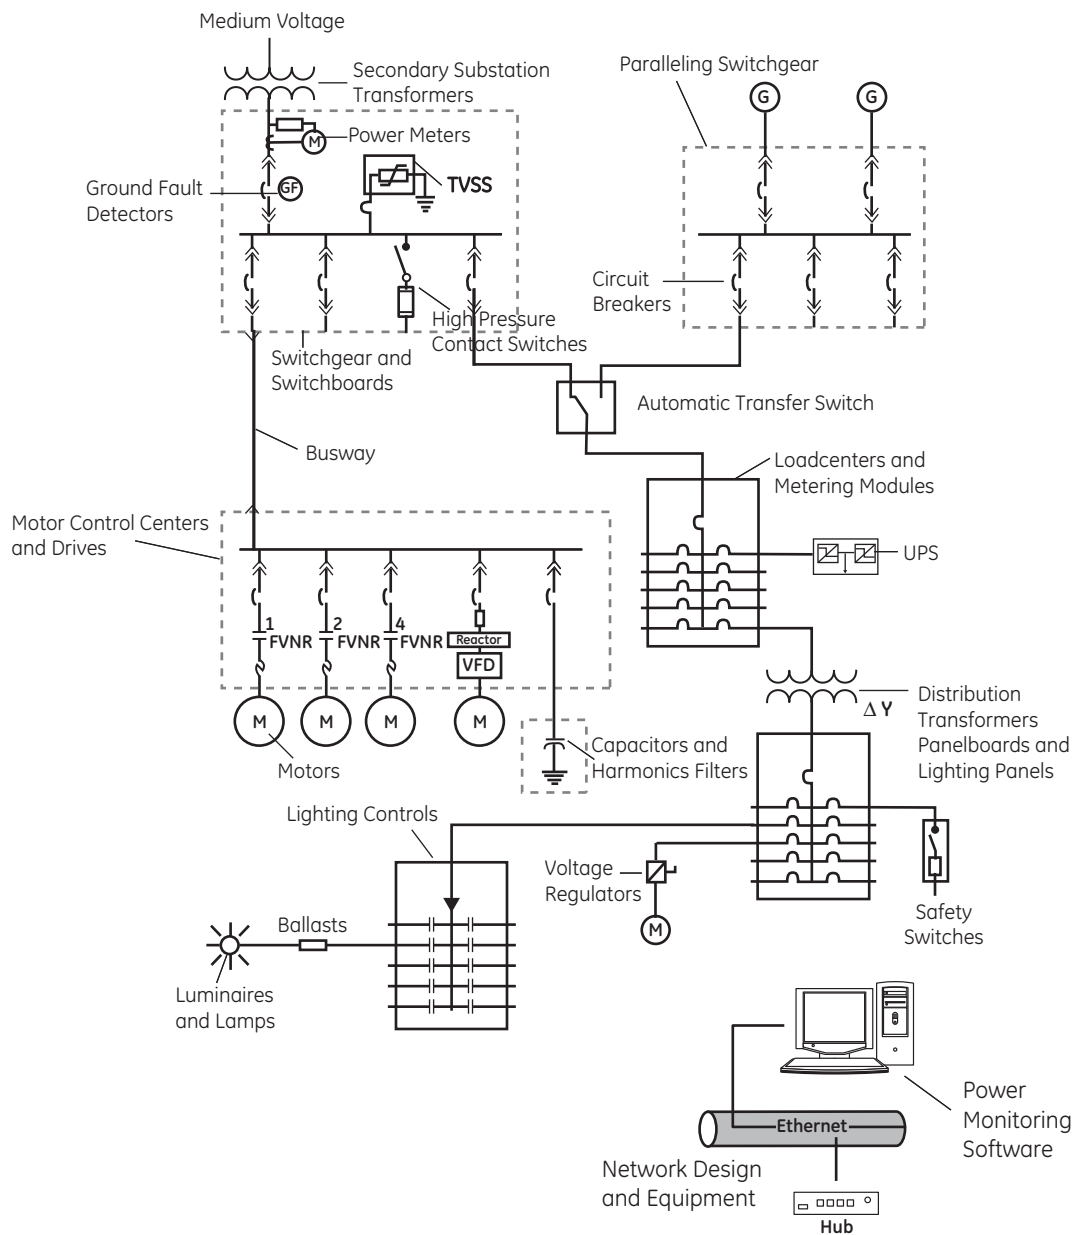 Medium Voltage
Secondary Substation
Transformers
Paralleling Switchgear
G
G
M
Power Meters
Ground Fault
Detectors
GF
TVSS
Circuit
Breakers
High Pressure
Contact Switches
Switchgear and
Switchboards
Automatic Transfer Switch
Busway
Loadcenters and
Metering Modules
Motor Control Centers
and Drives
UPS
1
FVNR
2
FVNR
4
FVNR
Reactor
VFD
M
M
M
M
Motors
Δ Y
Distribution
Transformers
Panelboards and
Lighting Panels
Capacitors and
Harmonics Filters
Lighting Controls
Voltage
Regulators
M
Safety
Switches
Ballasts
Luminaires
and Lamps
Power
Monitoring
Software
Ethernet
Network Design
and Equipment
Hub